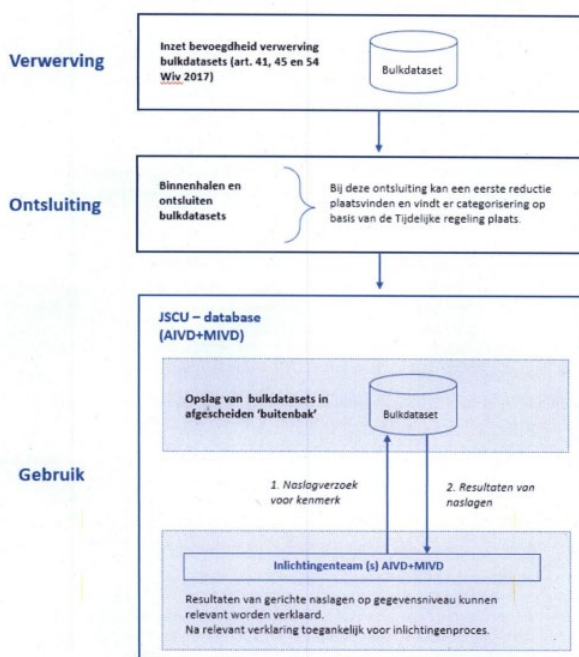 Verwerving
Inzet bevoegdheid verwerving
bulkdatasets (art. 41, 45 en 54
Wiv 2017)
Bulkdataset
Ontsluiting
Binnenhalen en
ontsluiten
bulkdatasets
Bij deze ontsluiting kan een eerste reductie
plaatsvinden en vindt er categorisering op
basis van de Tijdelijke regeling plaats.
Gebruik
JSCU – database
(AIVD+MIVD)
Opslag van bulkdatasets in
afgescheiden ‘buitenbak’
Bulkdataset
1. Naslagverzoek
voor kenmerk
2. Resultaten van
naslagen
Inlichtingenteam (s) AIVD+MIVD
Resultaten van gerichte naslagen op gegevensniveau kunnen
relevant worden verklaard.
Na relevant verklaring toegankelijk voor inlichtingenproces.